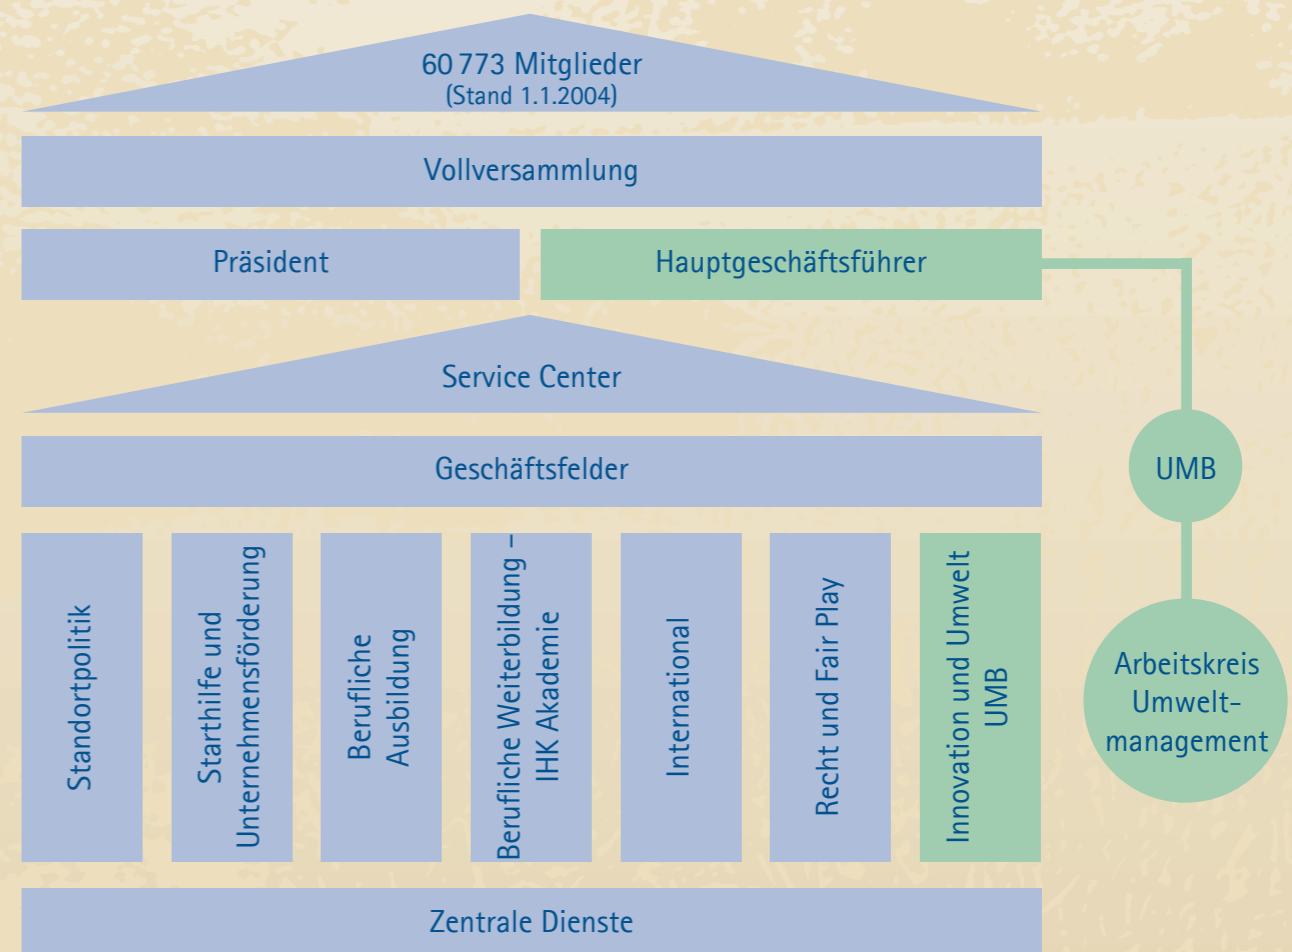 60 773 Mitglieder
(Stand 1.1.2004)
Vollversammlung
Präsident
Hauptgeschäftsführer
Service Center
Geschäftsfelder
UMB
Standortpolitik
Starthilfe und
Unternehmensförderung
Berufliche
Ausbildung
Berufliche Weiterbildung –
IHK Akademie
International
Recht und Fair Play
Innovation und Umwelt
UMB
Arbeitskreis
Umwelt-
management
Zentrale Dienste